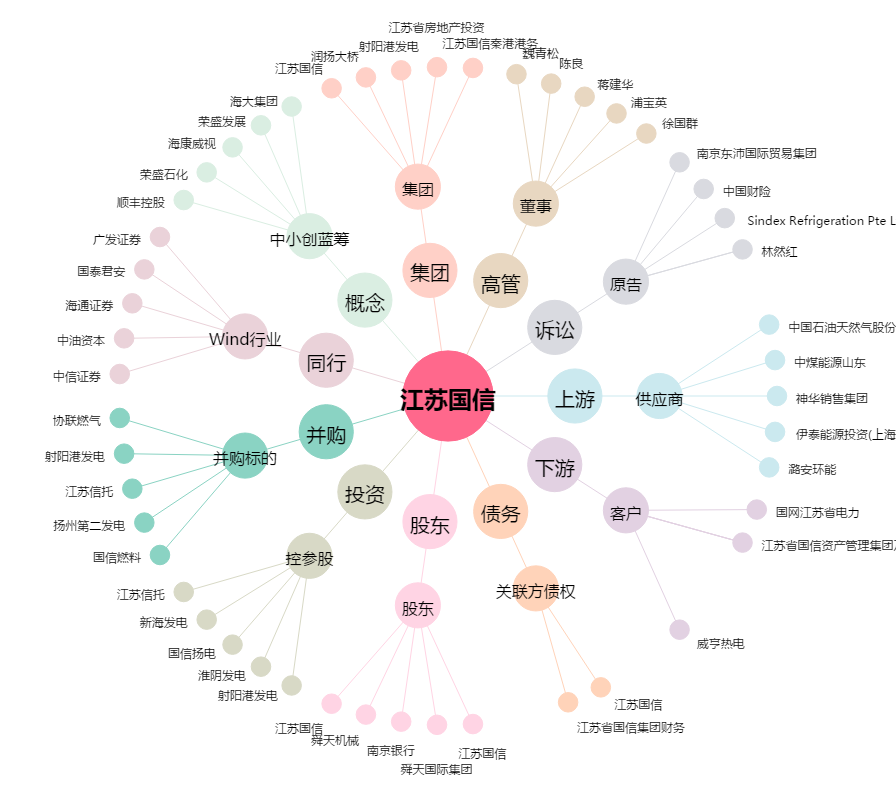 江苏省房地产投资
江苏国信秦港港务
射阳港发电
润扬大桥
江苏国信
集团
集团
魏青松
陈良
蒋建华
浦宝英
徐国群
董事
高管
南京东沛国际贸易集团
中国财险
Sindex Refrigeration Pte L
林然红
原告
诉讼
中国石油天然气股份
中煤能源山东
神华销售集团
伊泰能源投资(上海
潞安环能
供应商
上游
国网江苏省电力
江苏省国信资产管理集团
威亨热电
客户
下游
江苏国信
江苏省国信集团财务
关联方债权
债务
江苏国信
舜天机械
南京银行
舜天国际集团
江苏国信
股东
股东
江苏信托
新海发电
国信扬电
淮阴发电
射阳港发电
控参股
投资
协联燃气
射阳港发电
江苏信托
扬州第二发电
国信燃料
并购标的
并购
广发证券
国泰君安
海通证券
中油资本
中信证券
Wind行业
同行
海大集团
荣盛发展
海康威视
荣盛石化
顺丰控股
中小创蓝筹
概念
江苏国信